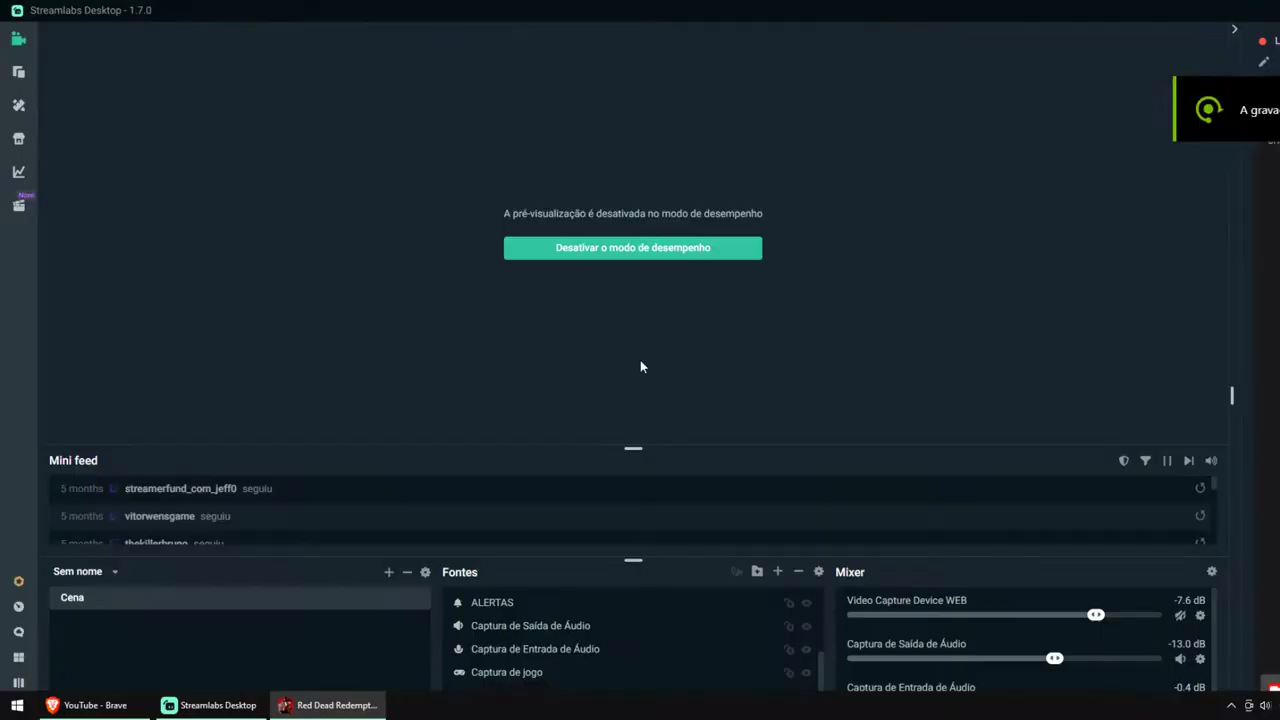 Streamlabs Desktop - 1.7.0
A grava
A pré-visualização é desativada no modo de desempenho
Desativar o modo de desempenho
Mini feed
5 months streamerfund_com_jeff0 seguiu
5 months vitorwensgame seguiu
5 months thekillerbruno seguiu
Sem nome
Cena
Fontes
ALERTAS
Captura de Saída de Áudio
Captura de Entrada de Áudio
Captura de jogo
Mixer
Video Capture Device WEB -7.6 dB
Captura de Saída de Áudio -13.0 dB
Captura de Entrada de Áudio -0.4 dB
YouTube - Brave
Streamlabs Desktop
Red Dead Redempt...